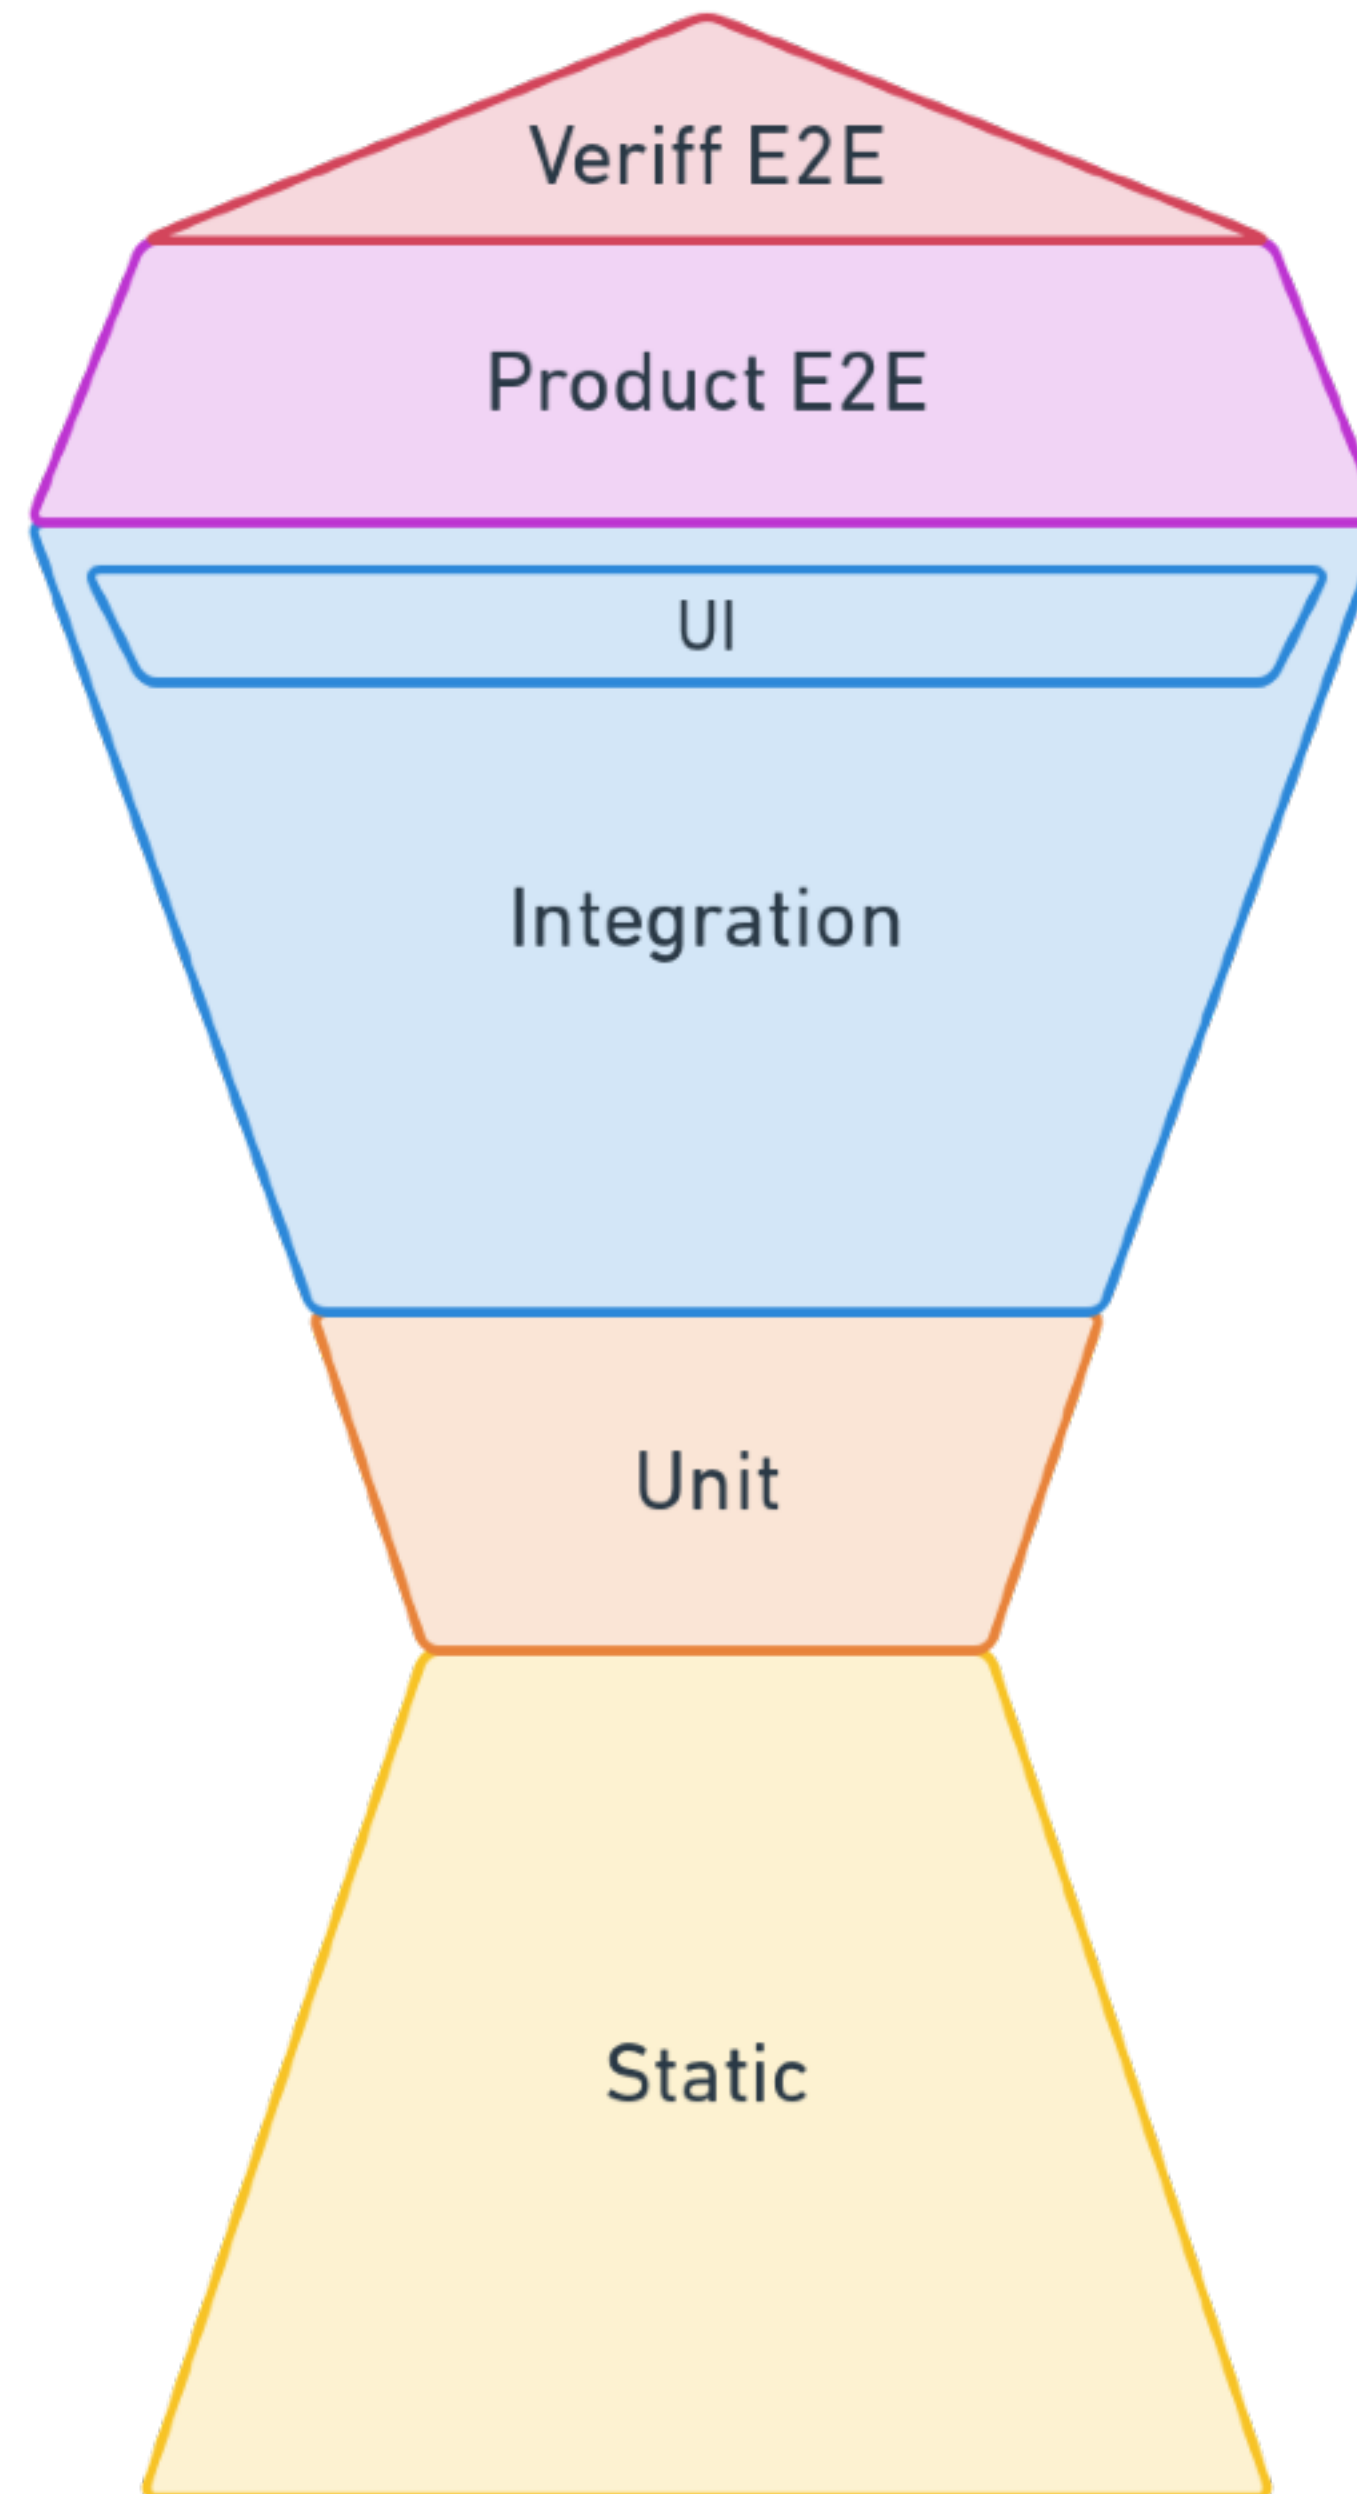 Veriff E2E
Product E2E
UI
Integration
Unit
Static